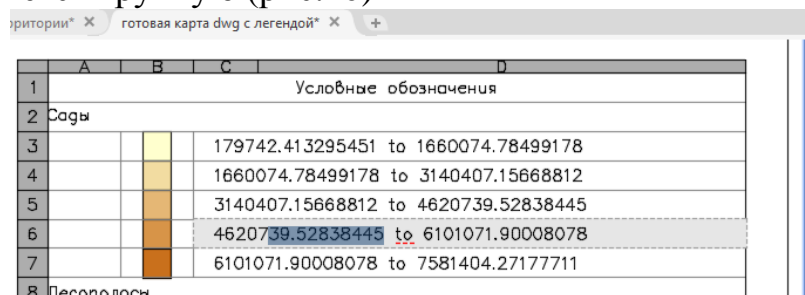 ритории* × готовая карта dwg с легендой* × +
A B C D
1 Условные обозначения
2 Сады
3 179742.413295451 to 1660074.78499178
4 1660074.78499178 to 3140407.15668812
5 3140407.15668812 to 4620739.52838445
6 4620739.52838445 to 6101071.90008078
7 6101071.90008078 to 7581404.27177711
8 Лесополосы